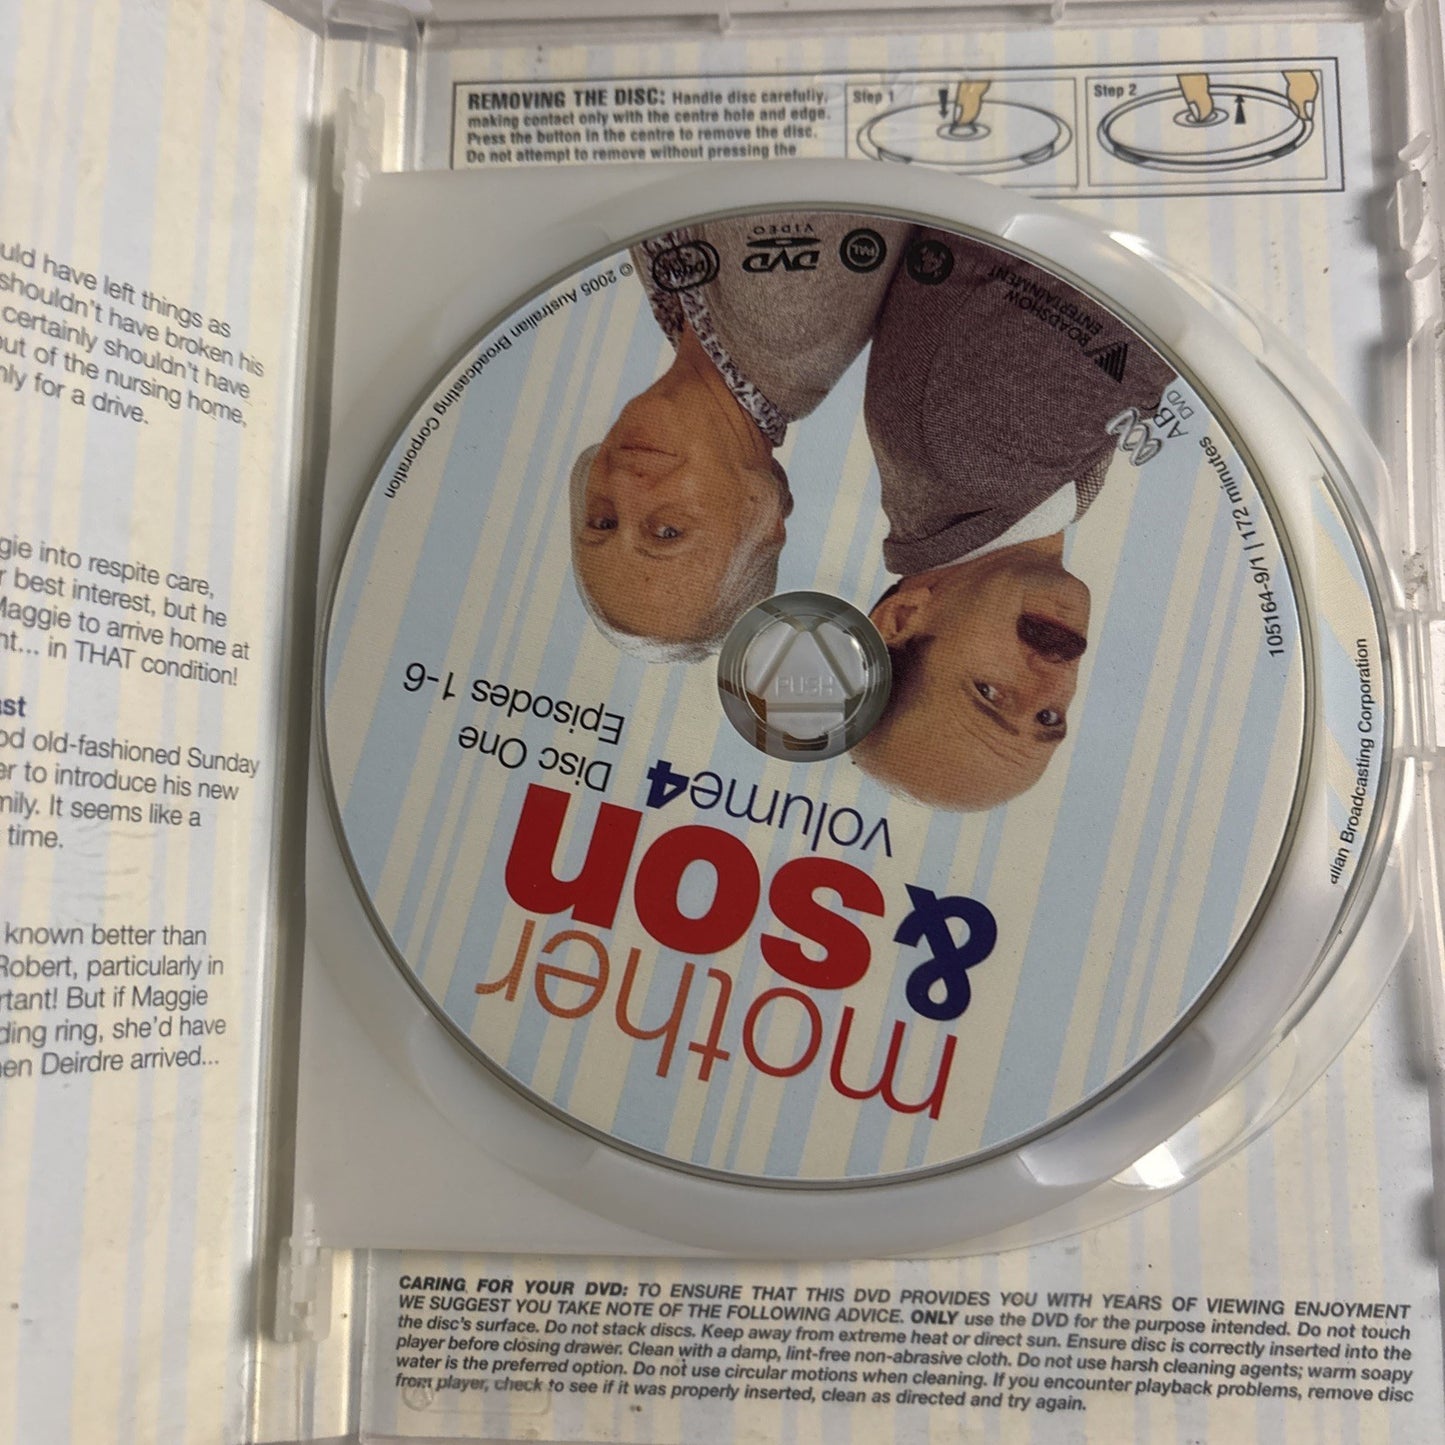 uld have left things as
shouldn't have broken his
certainly shouldn't have
out of the nursing home,
nly for a drive.
gie into respite care,
r best interest, but he
Maggie to arrive home at
nt... in THAT condition!
ast
od old-fashioned Sunday
er to introduce his new
mily. It seems like a
time.
known better than
Robert, particularly in
rtant! But if Maggie
ding ring, she'd have
hen Deirdre arrived...
REMOVING THE DISC: Handle disc carefully,
making contact only with the centre hole and edge.
Press the button in the centre to remove the disc.
Do not attempt to remove without pressing the
Step 1
Step 2
mother
&son
volume4
Disc One
Episodes 1-6
PUSH
© 2005 Australian Broadcasting Corporation
DVD
VIDEO
PAL
ROADSHOW
ENTERTAINMENT
ABC
DVD
105164-9/1 | 172 minutes
alian Broadcasting Corporation
CARING FOR YOUR DVD: TO ENSURE THAT THIS DVD PROVIDES YOU WITH YEARS OF VIEWING ENJOYMENT
WE SUGGEST YOU TAKE NOTE OF THE FOLLOWING ADVICE. ONLY use the DVD for the purpose intended. Do not touch
the disc's surface. Do not stack discs. Keep away from extreme heat or direct sun. Ensure disc is correctly inserted into the
player before closing drawer. Clean with a damp, lint-free non-abrasive cloth. Do not use harsh cleaning agents; warm soapy
water is the preferred option. Do not use circular motions when cleaning. If you encounter playback problems, remove disc
from player, check to see if it was properly inserted, clean as directed and try again.